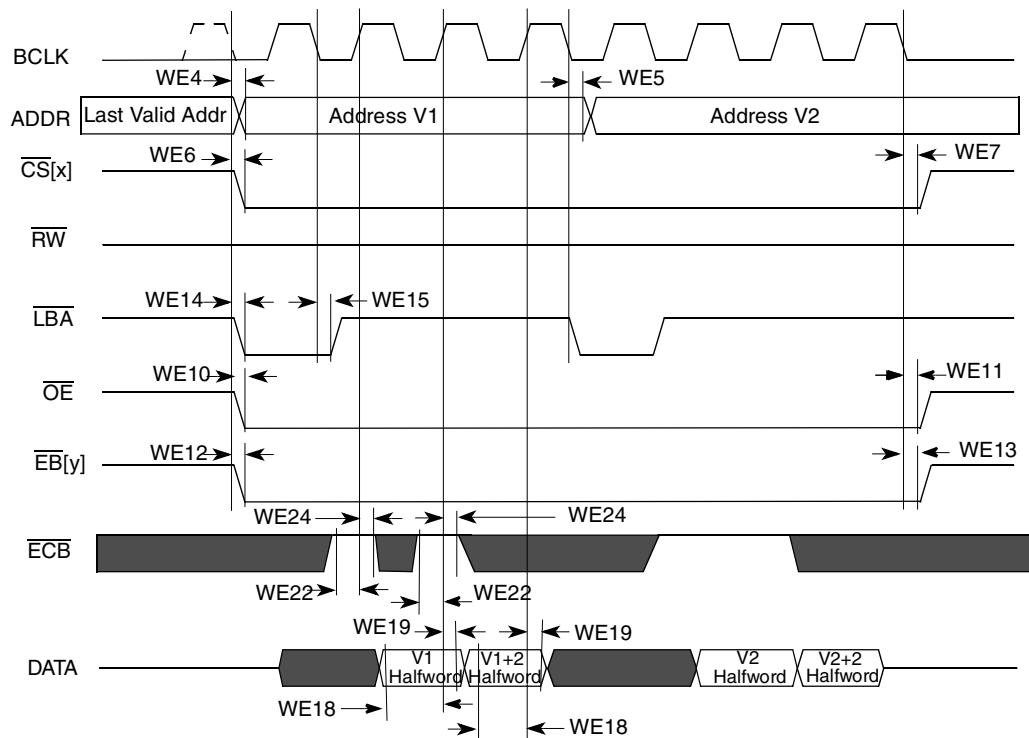 BCLK
WE4
WE5
ADDR
Last Valid Addr
Address V1
Address V2
WE6
WE7
CS[x]
RW
WE14
WE15
LBA
WE10
WE11
OE
WE12
WE13
EB[y]
WE24
WE24
ECB
WE22
WE22
WE19
WE19
DATA
V1
Halfword
V1+2
Halfword
V2
Halfword
V2+2
Halfword
WE18
WE18